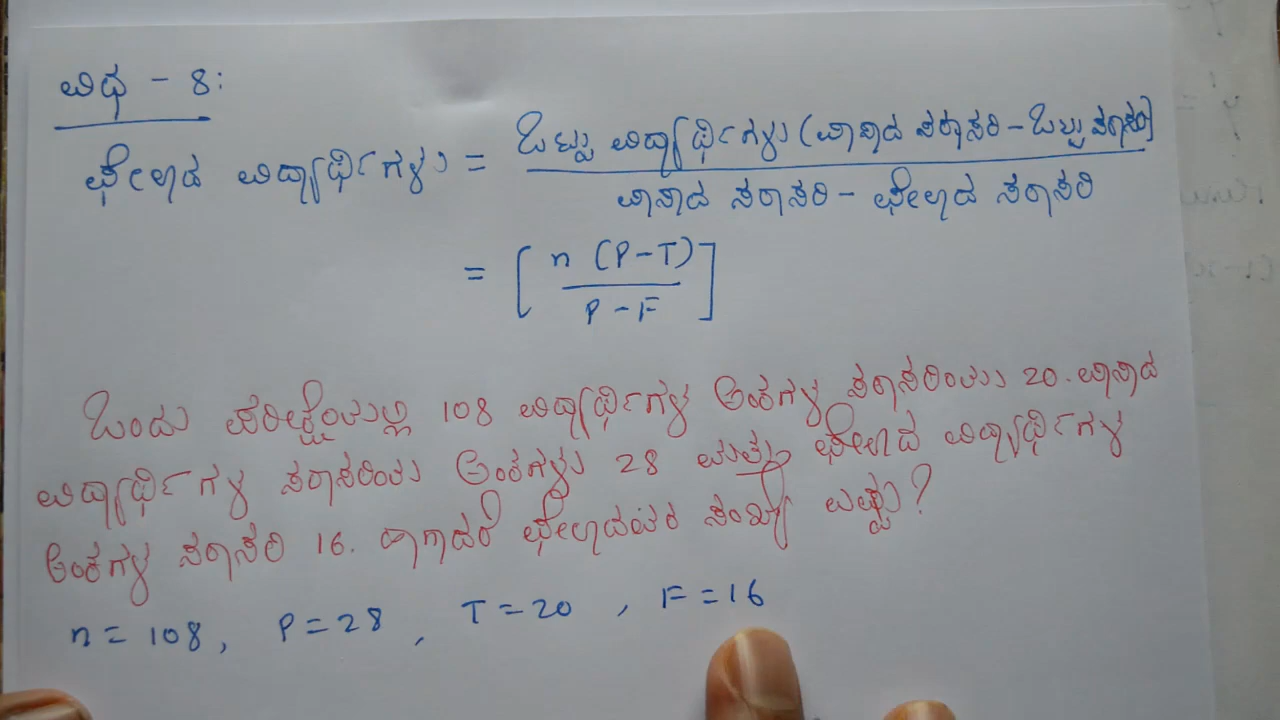 ವಿಧ - 8:
ಫೇಲಾದ ವಿದ್ಯಾರ್ಥಿಗಳು = ಒಟ್ಟು ವಿದ್ಯಾರ್ಥಿಗಳು (ಪಾಸಾದ ಸರಾಸರಿ - ಒಟ್ಟು ಸರಾಸರಿ)
ಪಾಸಾದ ಸರಾಸರಿ - ಫೇಲಾದ ಸರಾಸರಿ
= [ n (P-T)
P - F ]
ಒಂದು ಪರೀಕ್ಷೆಯಲ್ಲಿ 108 ವಿದ್ಯಾರ್ಥಿಗಳ ಅಂಕಗಳ ಸರಾಸರಿಯು 20. ಪಾಸಾದ
ವಿದ್ಯಾರ್ಥಿಗಳ ಸರಾಸರಿಯ ಅಂಕಗಳು 28 ಮತ್ತು ಫೇಲಾದ ವಿದ್ಯಾರ್ಥಿಗಳ
ಅಂಕಗಳ ಸರಾಸರಿ 16. ಹಾಗಾದರೆ ಫೇಲಾದವರ ಸಂಖ್ಯೆ ಎಷ್ಟು?
n = 108, P = 28, T = 20, F = 16